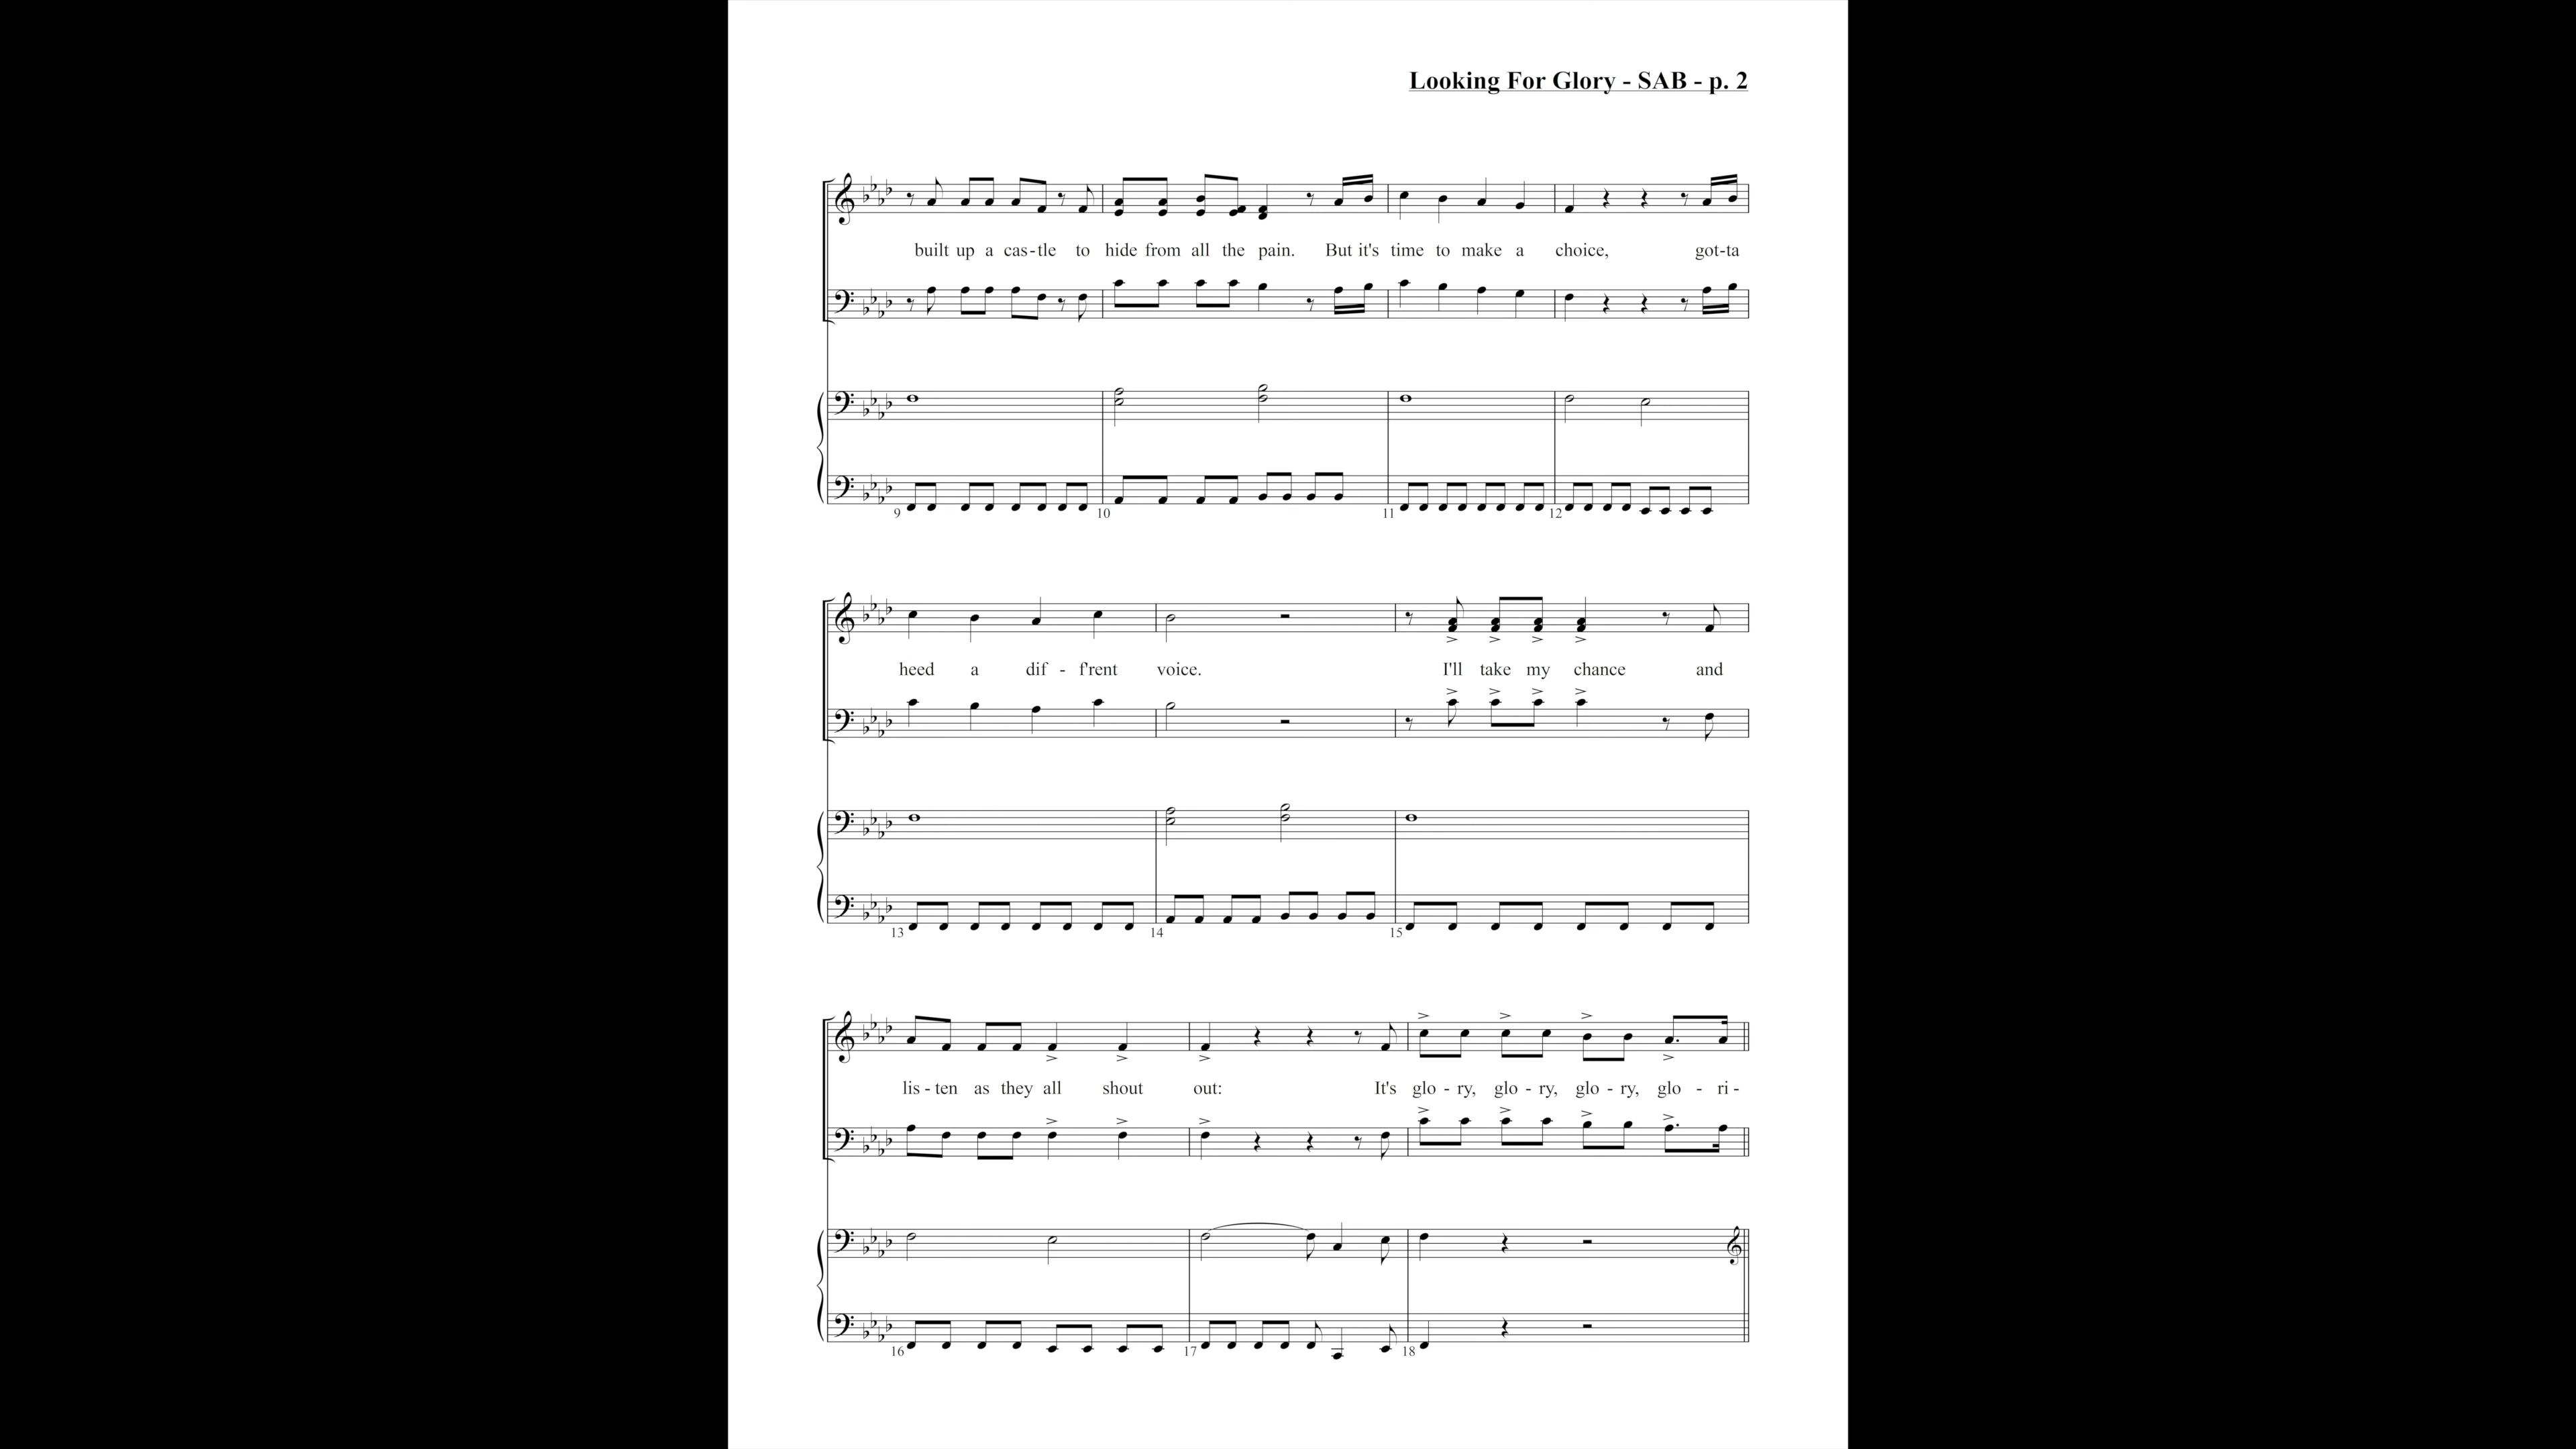 Looking For Glory - SAB - p. 2
built up a cas-tle to hide from all the pain. But it's time to make a choice, got-ta
9 10 11 12
heed a dif - f'rent voice. I'll take my chance and
13 14 15
lis - ten as they all shout out: It's glo - ry, glo - ry, glo - ry, glo - ri -
16 17 18